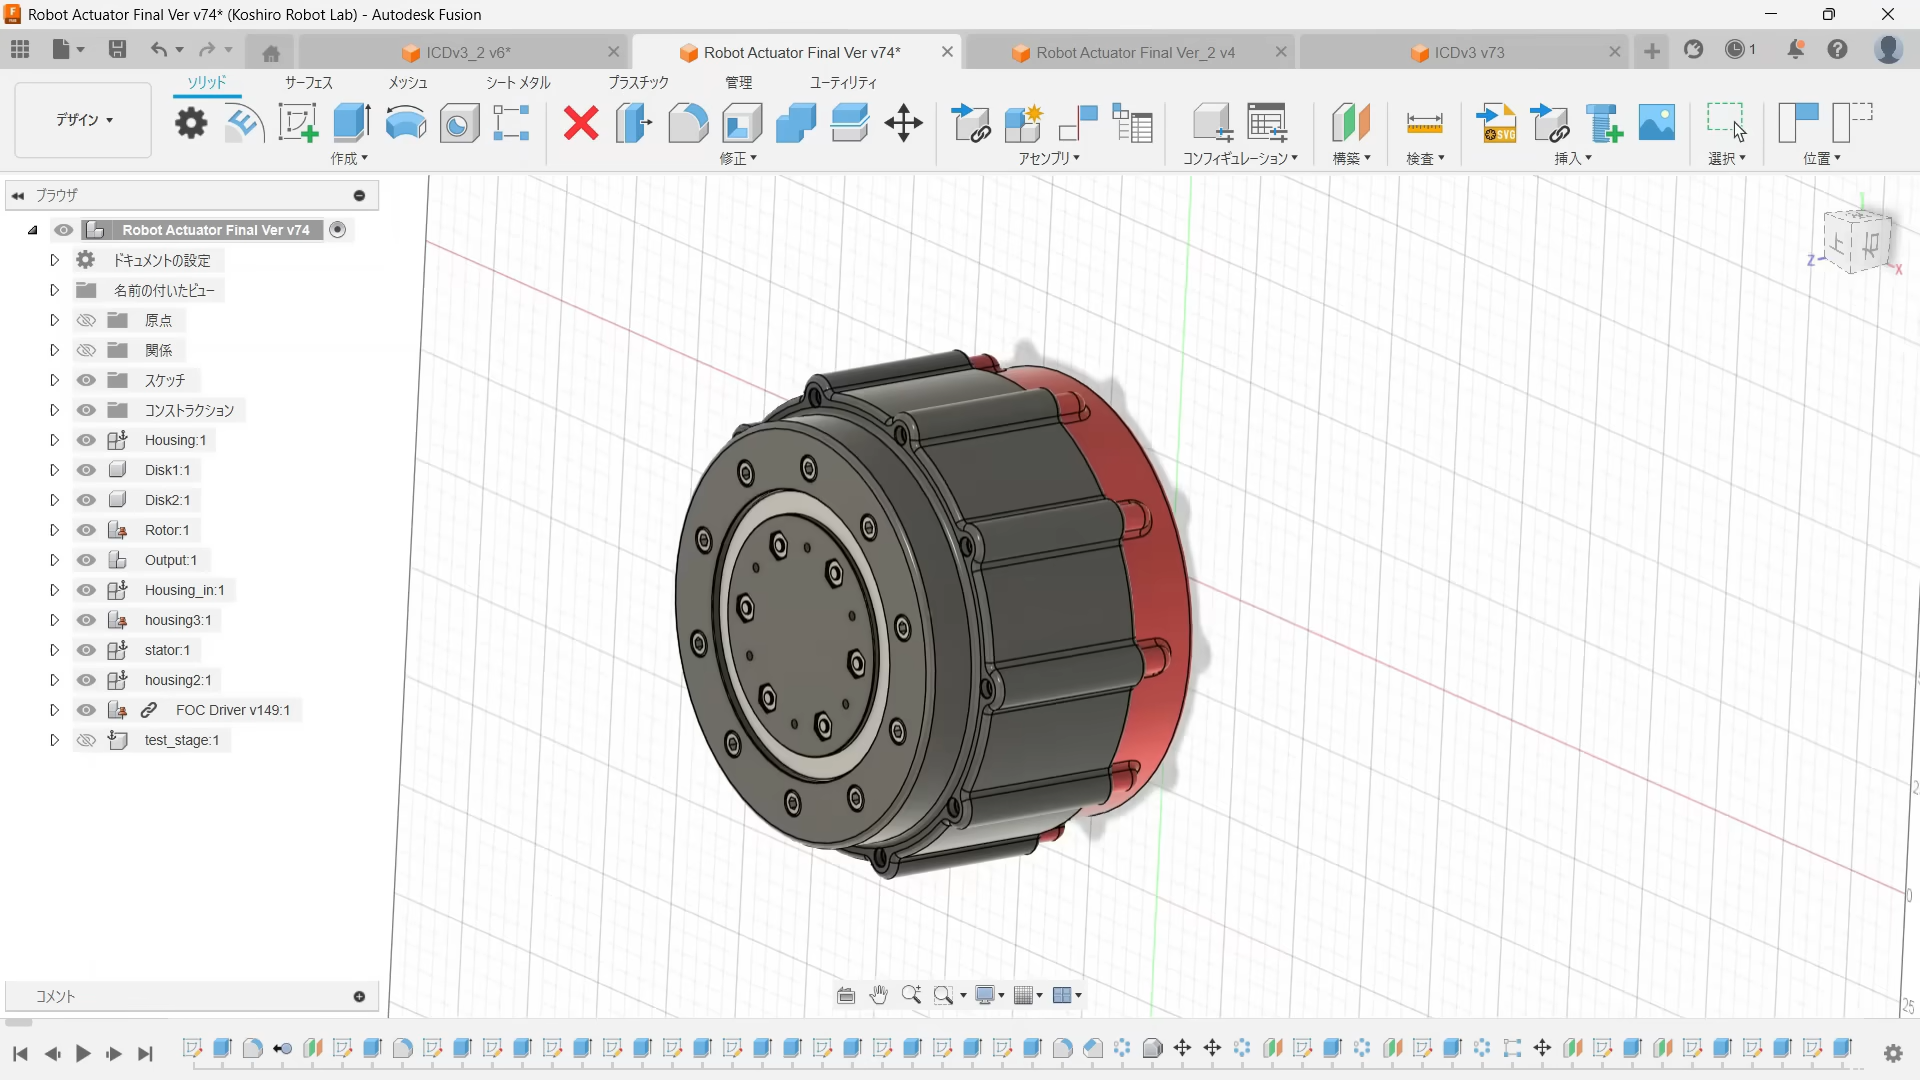 Robot Actuator Final Ver v74* (Koshiro Robot Lab) - Autodesk Fusion
ICDv3_2 v6*
Robot Actuator Final Ver v74*
Robot Actuator Final Ver_2 v4
ICDv3 v73
1
デザイン
ソリッド
サーフェス
メッシュ
シート メタル
プラスチック
管理
ユーティリティ
作成
修正
アセンブリ
コンフィギュレーション
構築
検査
SVG
挿入
選択
位置
ブラウザ
Robot Actuator Final Ver v74
ドキュメントの設定
名前の付いたビュー
原点
関係
スケッチ
コンストラクション
Housing:1
Disk1:1
Disk2:1
Rotor:1
Output:1
Housing_in:1
housing3:1
stator:1
housing2:1
FOC Driver v149:1
test_stage:1
Z
X
0
25
コメント